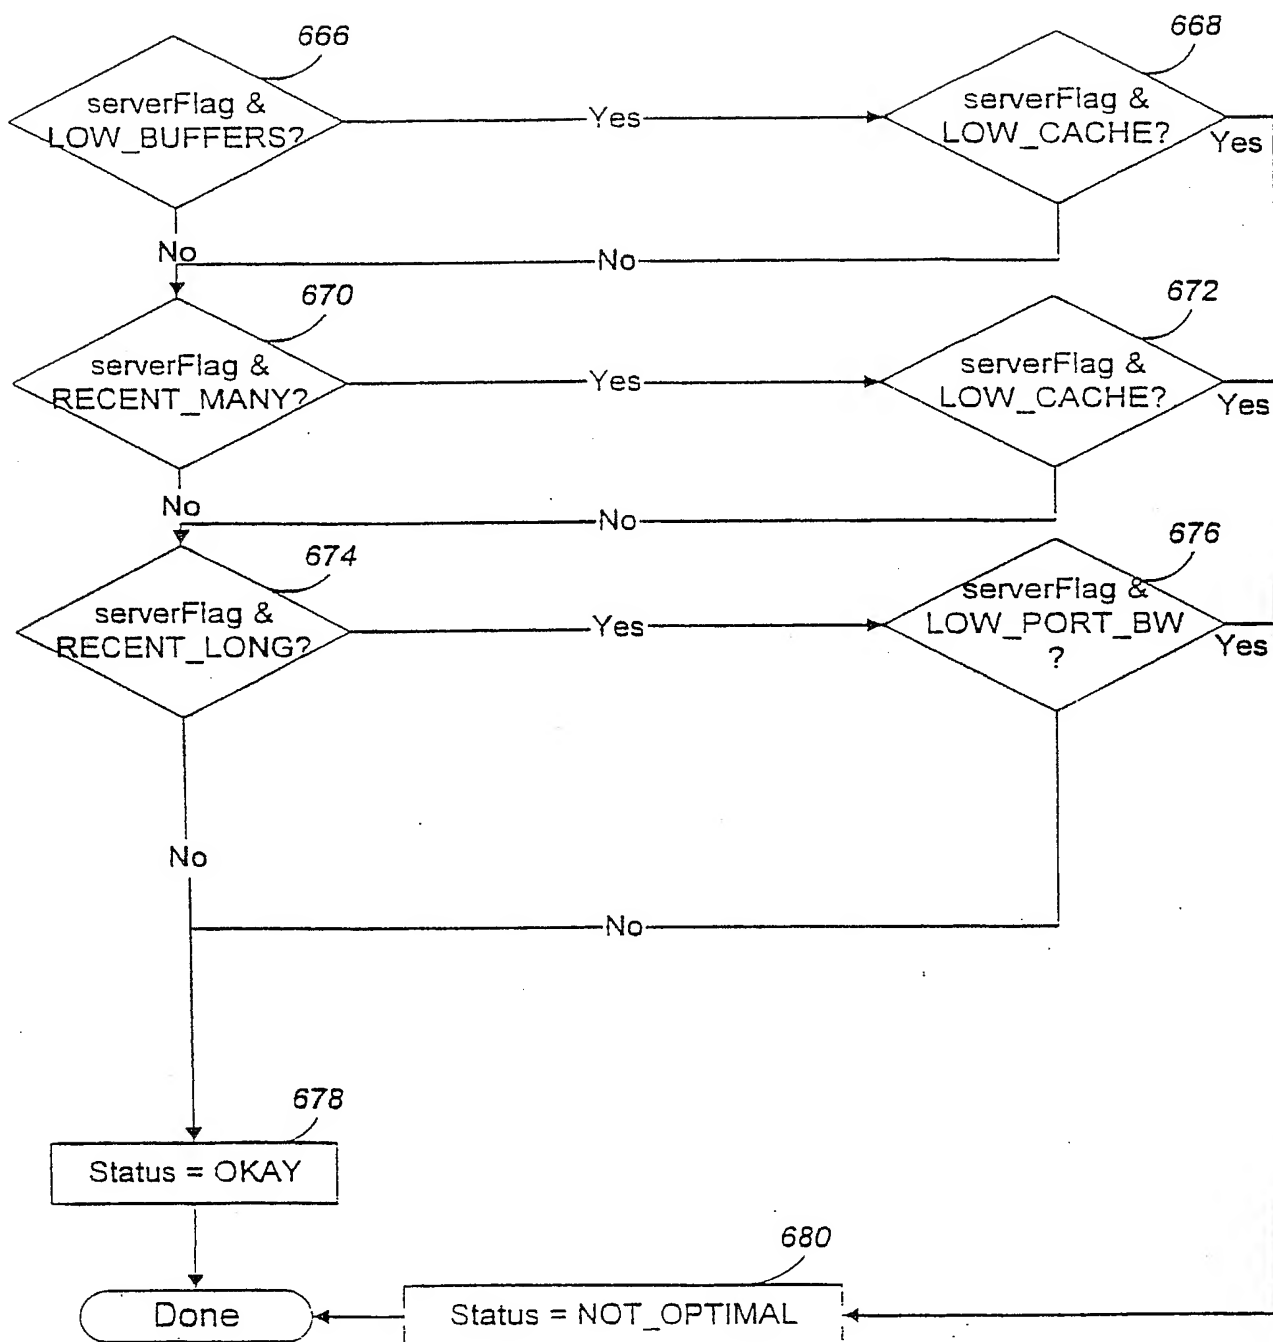 666
668
serverFlag &
LOW_BUFFERS?
Yes
serverFlag &
LOW_CACHE?
Yes
No
No
670
672
serverFlag &
RECENT_MANY?
Yes
serverFlag &
LOW_CACHE?
Yes
No
No
674
676
serverFlag &
RECENT_LONG?
Yes
serverFlag &
LOW_PORT_BW
?
Yes
No
No
678
Status = OKAY
680
Done
Status = NOT_OPTIMAL